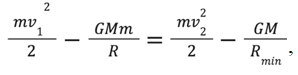 mv₁²/2 − GMm/R = mv₂²/2 − GM/R_min,